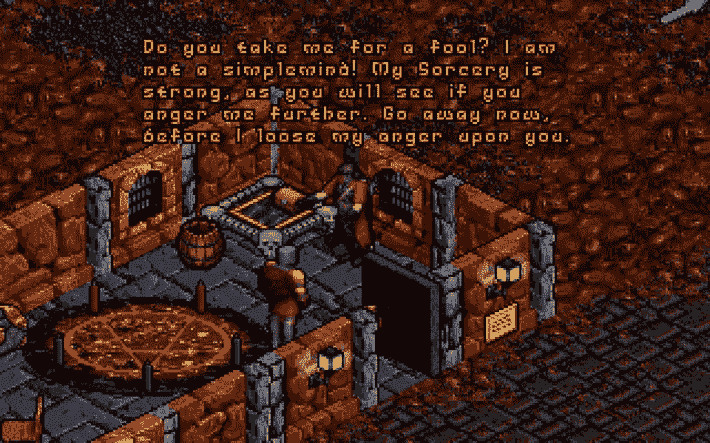 Do you take me for a fool? I am
not a simplemind! My Sorcery is
strong, as you will see if you
anger me further. Go away now,
before I loose my anger upon you.